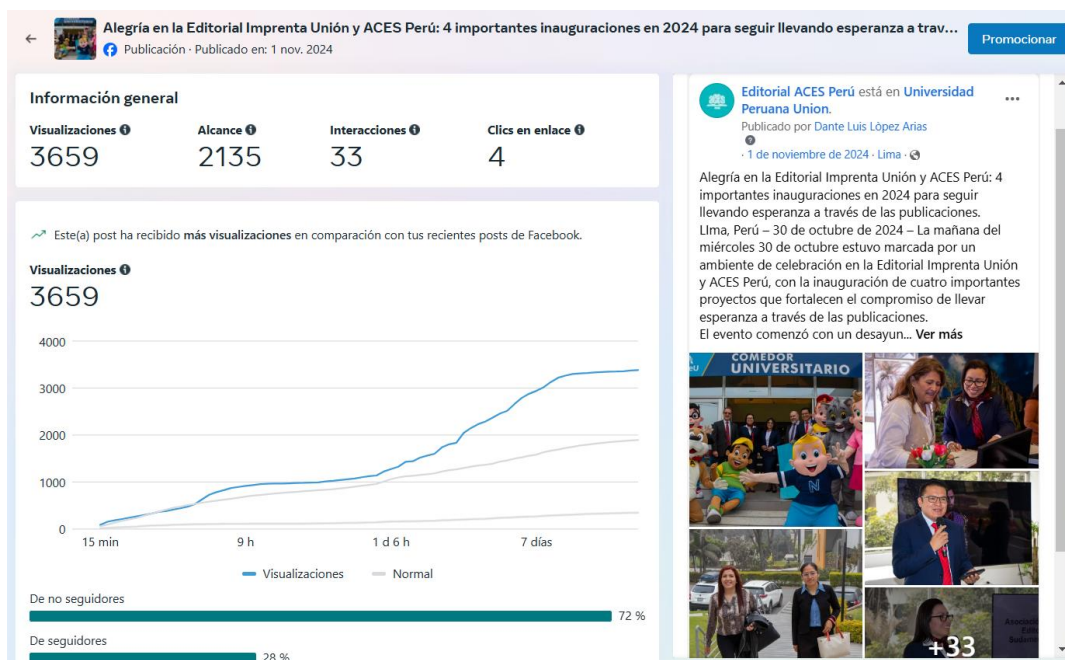 Alegría en la Editorial Imprenta Unión y ACES Perú: 4 importantes inauguraciones en 2024 para seguir llevando esperanza a trav...
Publicación · Publicado en: 1 nov. 2024
Promocionar
Información general
Visualizaciones Alcance Interacciones Clics en enlace
3659 2135 33 4
Este(a) post ha recibido más visualizaciones en comparación con tus recientes posts de Facebook.
Visualizaciones
3659
4000
3000
2000
1000
0
15 min 9 h 1 d 6 h 7 días
Visualizaciones Normal
De no seguidores
72 %
De seguidores
28 %
Editorial ACES Perú está en Universidad
Peruana Union.
Publicado por Dante Luis Lòpez Arias
· 1 de noviembre de 2024 · Lima ·
Alegría en la Editorial Imprenta Unión y ACES Perú: 4
importantes inauguraciones en 2024 para seguir
llevando esperanza a través de las publicaciones.
LIma, Perú – 30 de octubre de 2024 – La mañana del
miércoles 30 de octubre estuvo marcada por un
ambiente de celebración en la Editorial Imprenta Unión
y ACES Perú, con la inauguración de cuatro importantes
proyectos que fortalecen el compromiso de llevar
esperanza a través de las publicaciones.
El evento comenzó con un desayun... Ver más
COMEDOR
UNIVERSITARIO
N
+33